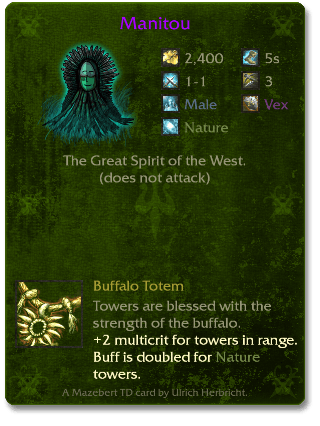 Manitou
2,400 5s
1-1 3
Male Vex
Nature
The Great Spirit of the West.
(does not attack)
Buffalo Totem
Towers are blessed with the
strength of the buffalo.
+2 multicrit for towers in range.
Buff is doubled for Nature
towers.
A Mazebert TD card by Ulrich Herbricht.